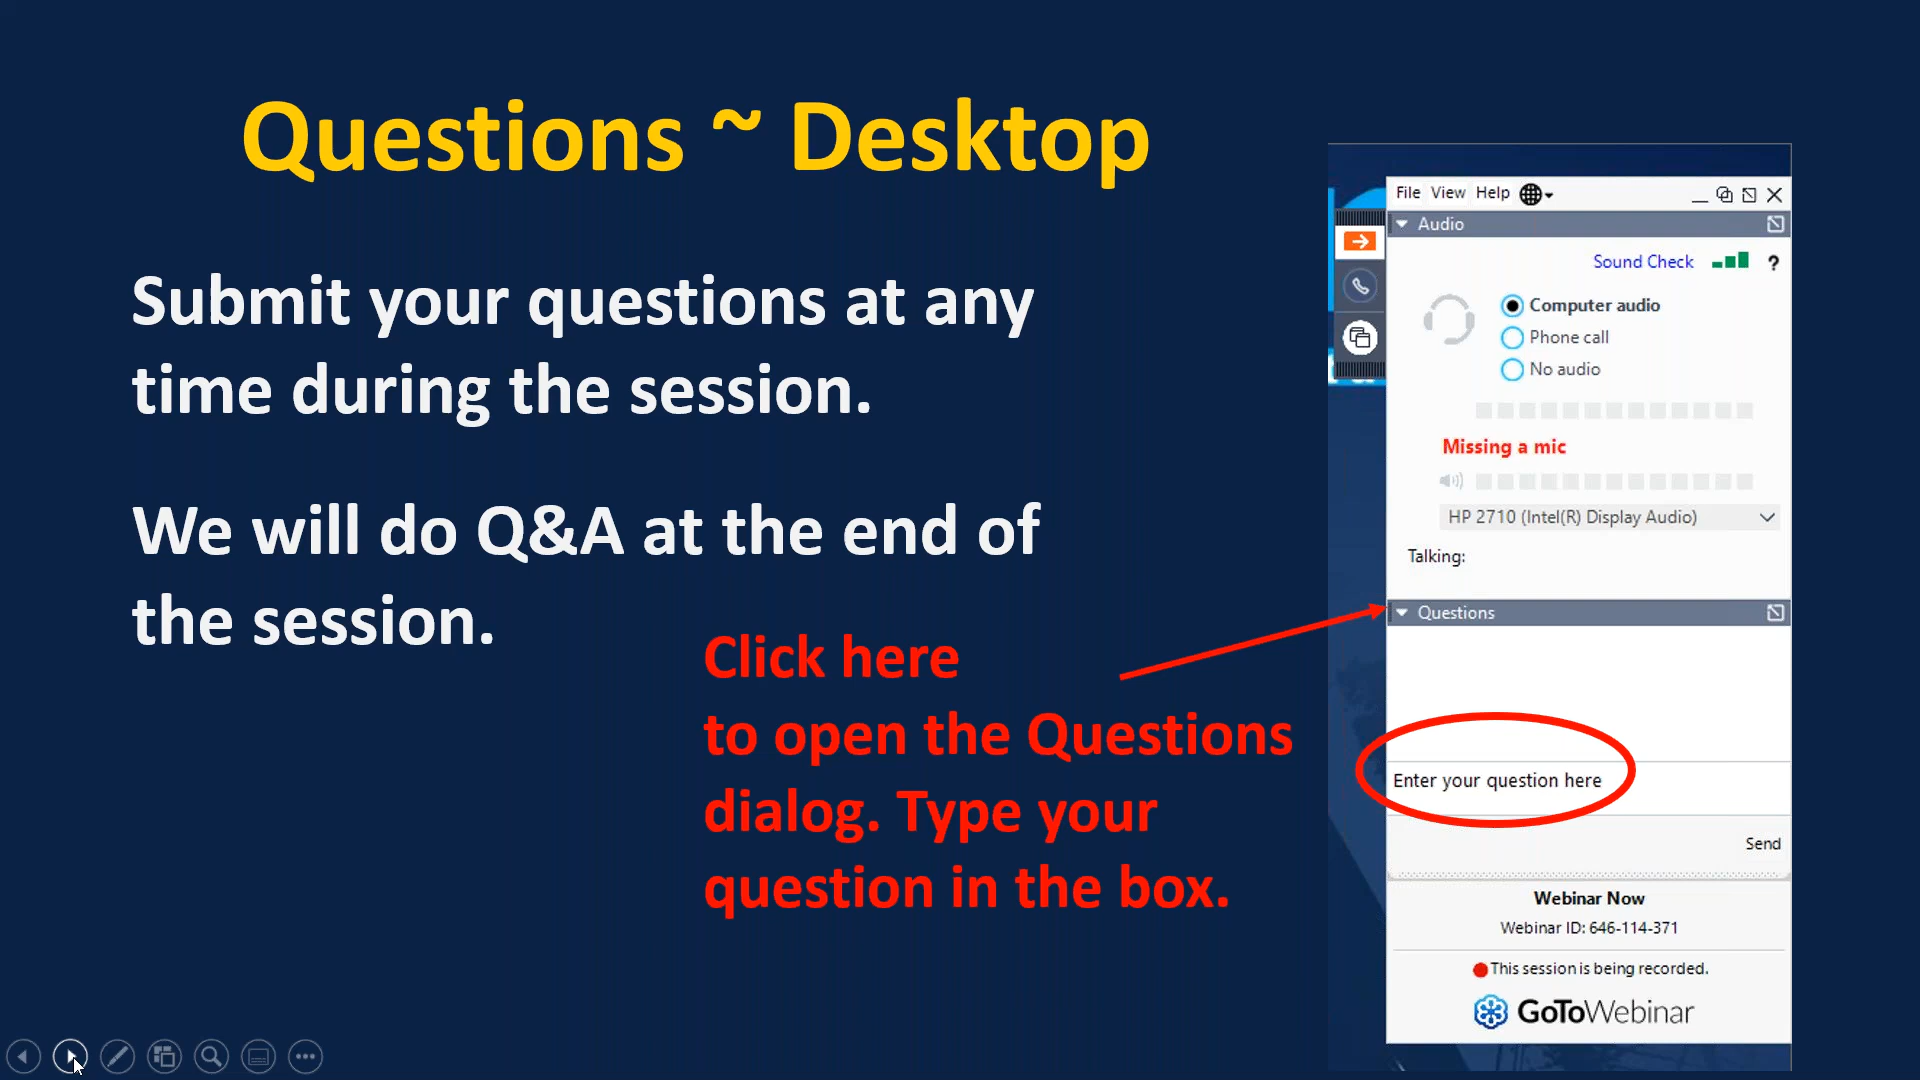 Questions ~ Desktop
Submit your questions at any
time during the session.
We will do Q&A at the end of
the session.
Click here
to open the Questions
dialog. Type your
question in the box.
File View Help
Audio
Sound Check ?
Computer audio
Phone call
No audio
Missing a mic
HP 2710 (Intel(R) Display Audio)
Talking:
Questions
Enter your question here
Send
Webinar Now
Webinar ID: 646-114-371
This session is being recorded.
GoToWebinar